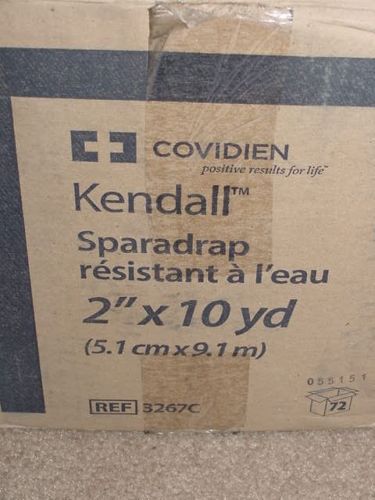 COVIDIEN
positive results for life™
Kendall™
Sparadrap
résistant à l'eau
2" x 10 yd
(5.1 cm x 9.1 m)
055151
REF 3267C
72